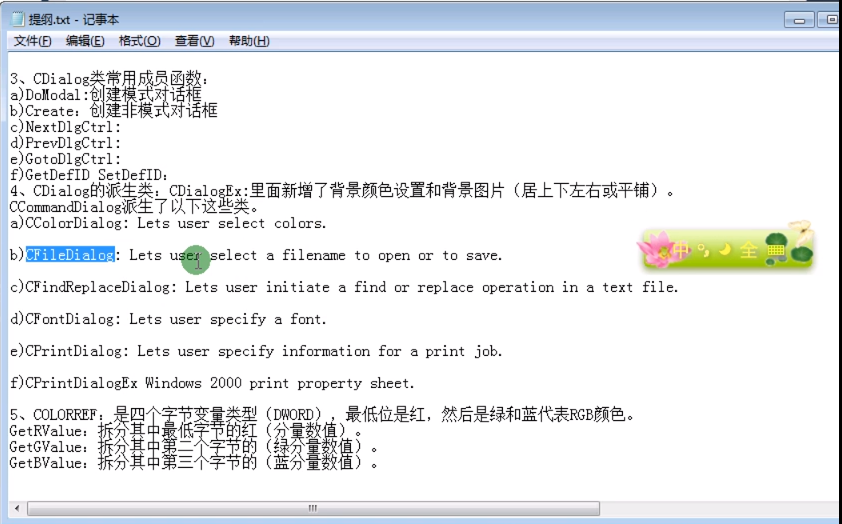 提纲.txt - 记事本
文件(F) 编辑(E) 格式(O) 查看(V) 帮助(H)
3、CDialog类常用成员函数：
a)DoModal:创建模式对话框
b)Create：创建非模式对话框
c)NextDlgCtrl:
d)PrevDlgCtrl:
e)GotoDlgCtrl:
f)GetDefID SetDefID：
4、CDialog的派生类：CDialogEx:里面新增了背景颜色设置和背景图片（居上下左右或平铺）。
CCommandDialog派生了以下这些类。
a)CColorDialog: Lets user select colors.
b)CFileDialog: Lets user select a filename to open or to save.
中 全
c)CFindReplaceDialog: Lets user initiate a find or replace operation in a text file.
d)CFontDialog: Lets user specify a font.
e)CPrintDialog: Lets user specify information for a print job.
f)CPrintDialogEx Windows 2000 print property sheet.
5、COLORREF：是四个字节变量类型（DWORD），最低位是红，然后是绿和蓝代表RGB颜色。
GetRValue：拆分其中最低字节的红（分量数值）。
GetGValue：拆分其中第二个字节的（绿分量数值）。
GetBValue：拆分其中第三个字节的（蓝分量数值）。